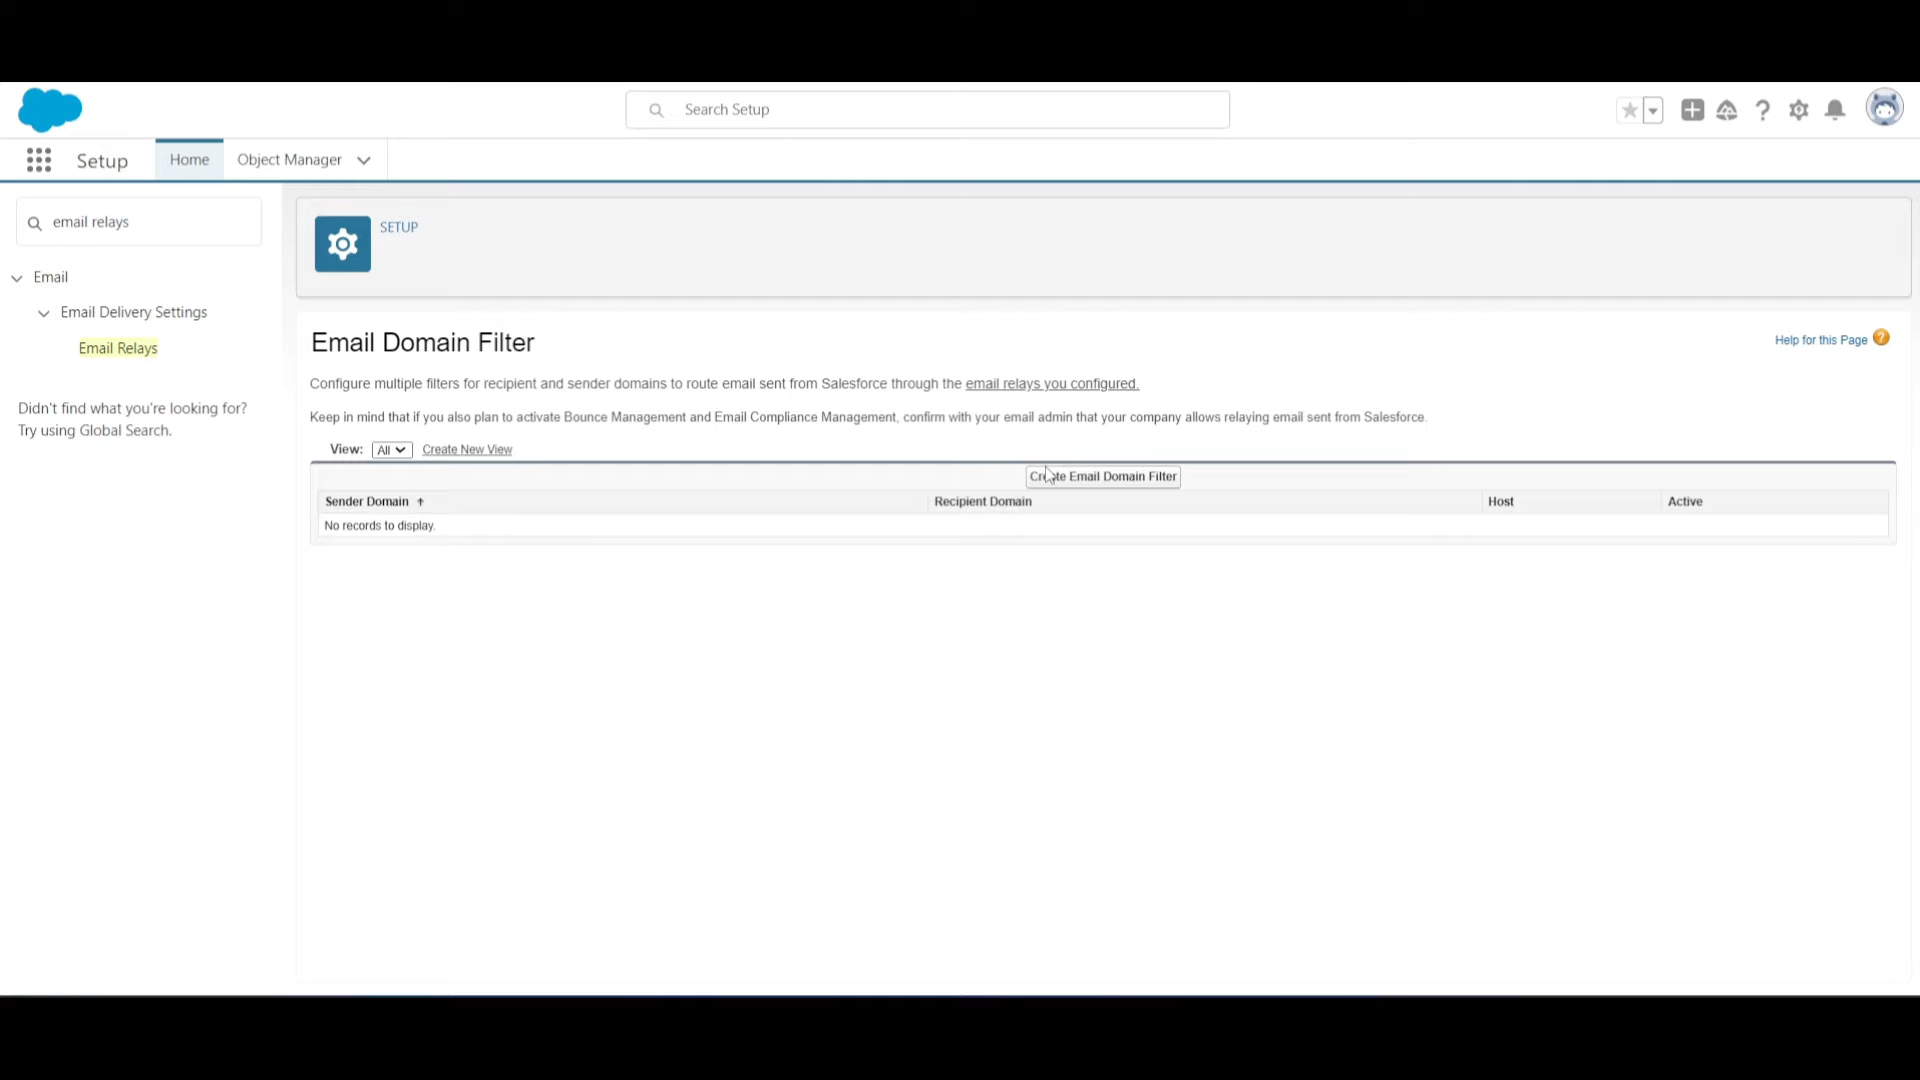 Search Setup
Setup
Home
Object Manager
email relays
Email
Email Delivery Settings
Email Relays
Didn't find what you're looking for?
Try using Global Search.
SETUP
Email Domain Filter
Help for this Page
Configure multiple filters for recipient and sender domains to route email sent from Salesforce through the email relays you configured.
Keep in mind that if you also plan to activate Bounce Management and Email Compliance Management, confirm with your email admin that your company allows relaying email sent from Salesforce.
View: All Create New View
Create Email Domain Filter
Sender Domain Recipient Domain Host Active
No records to display.